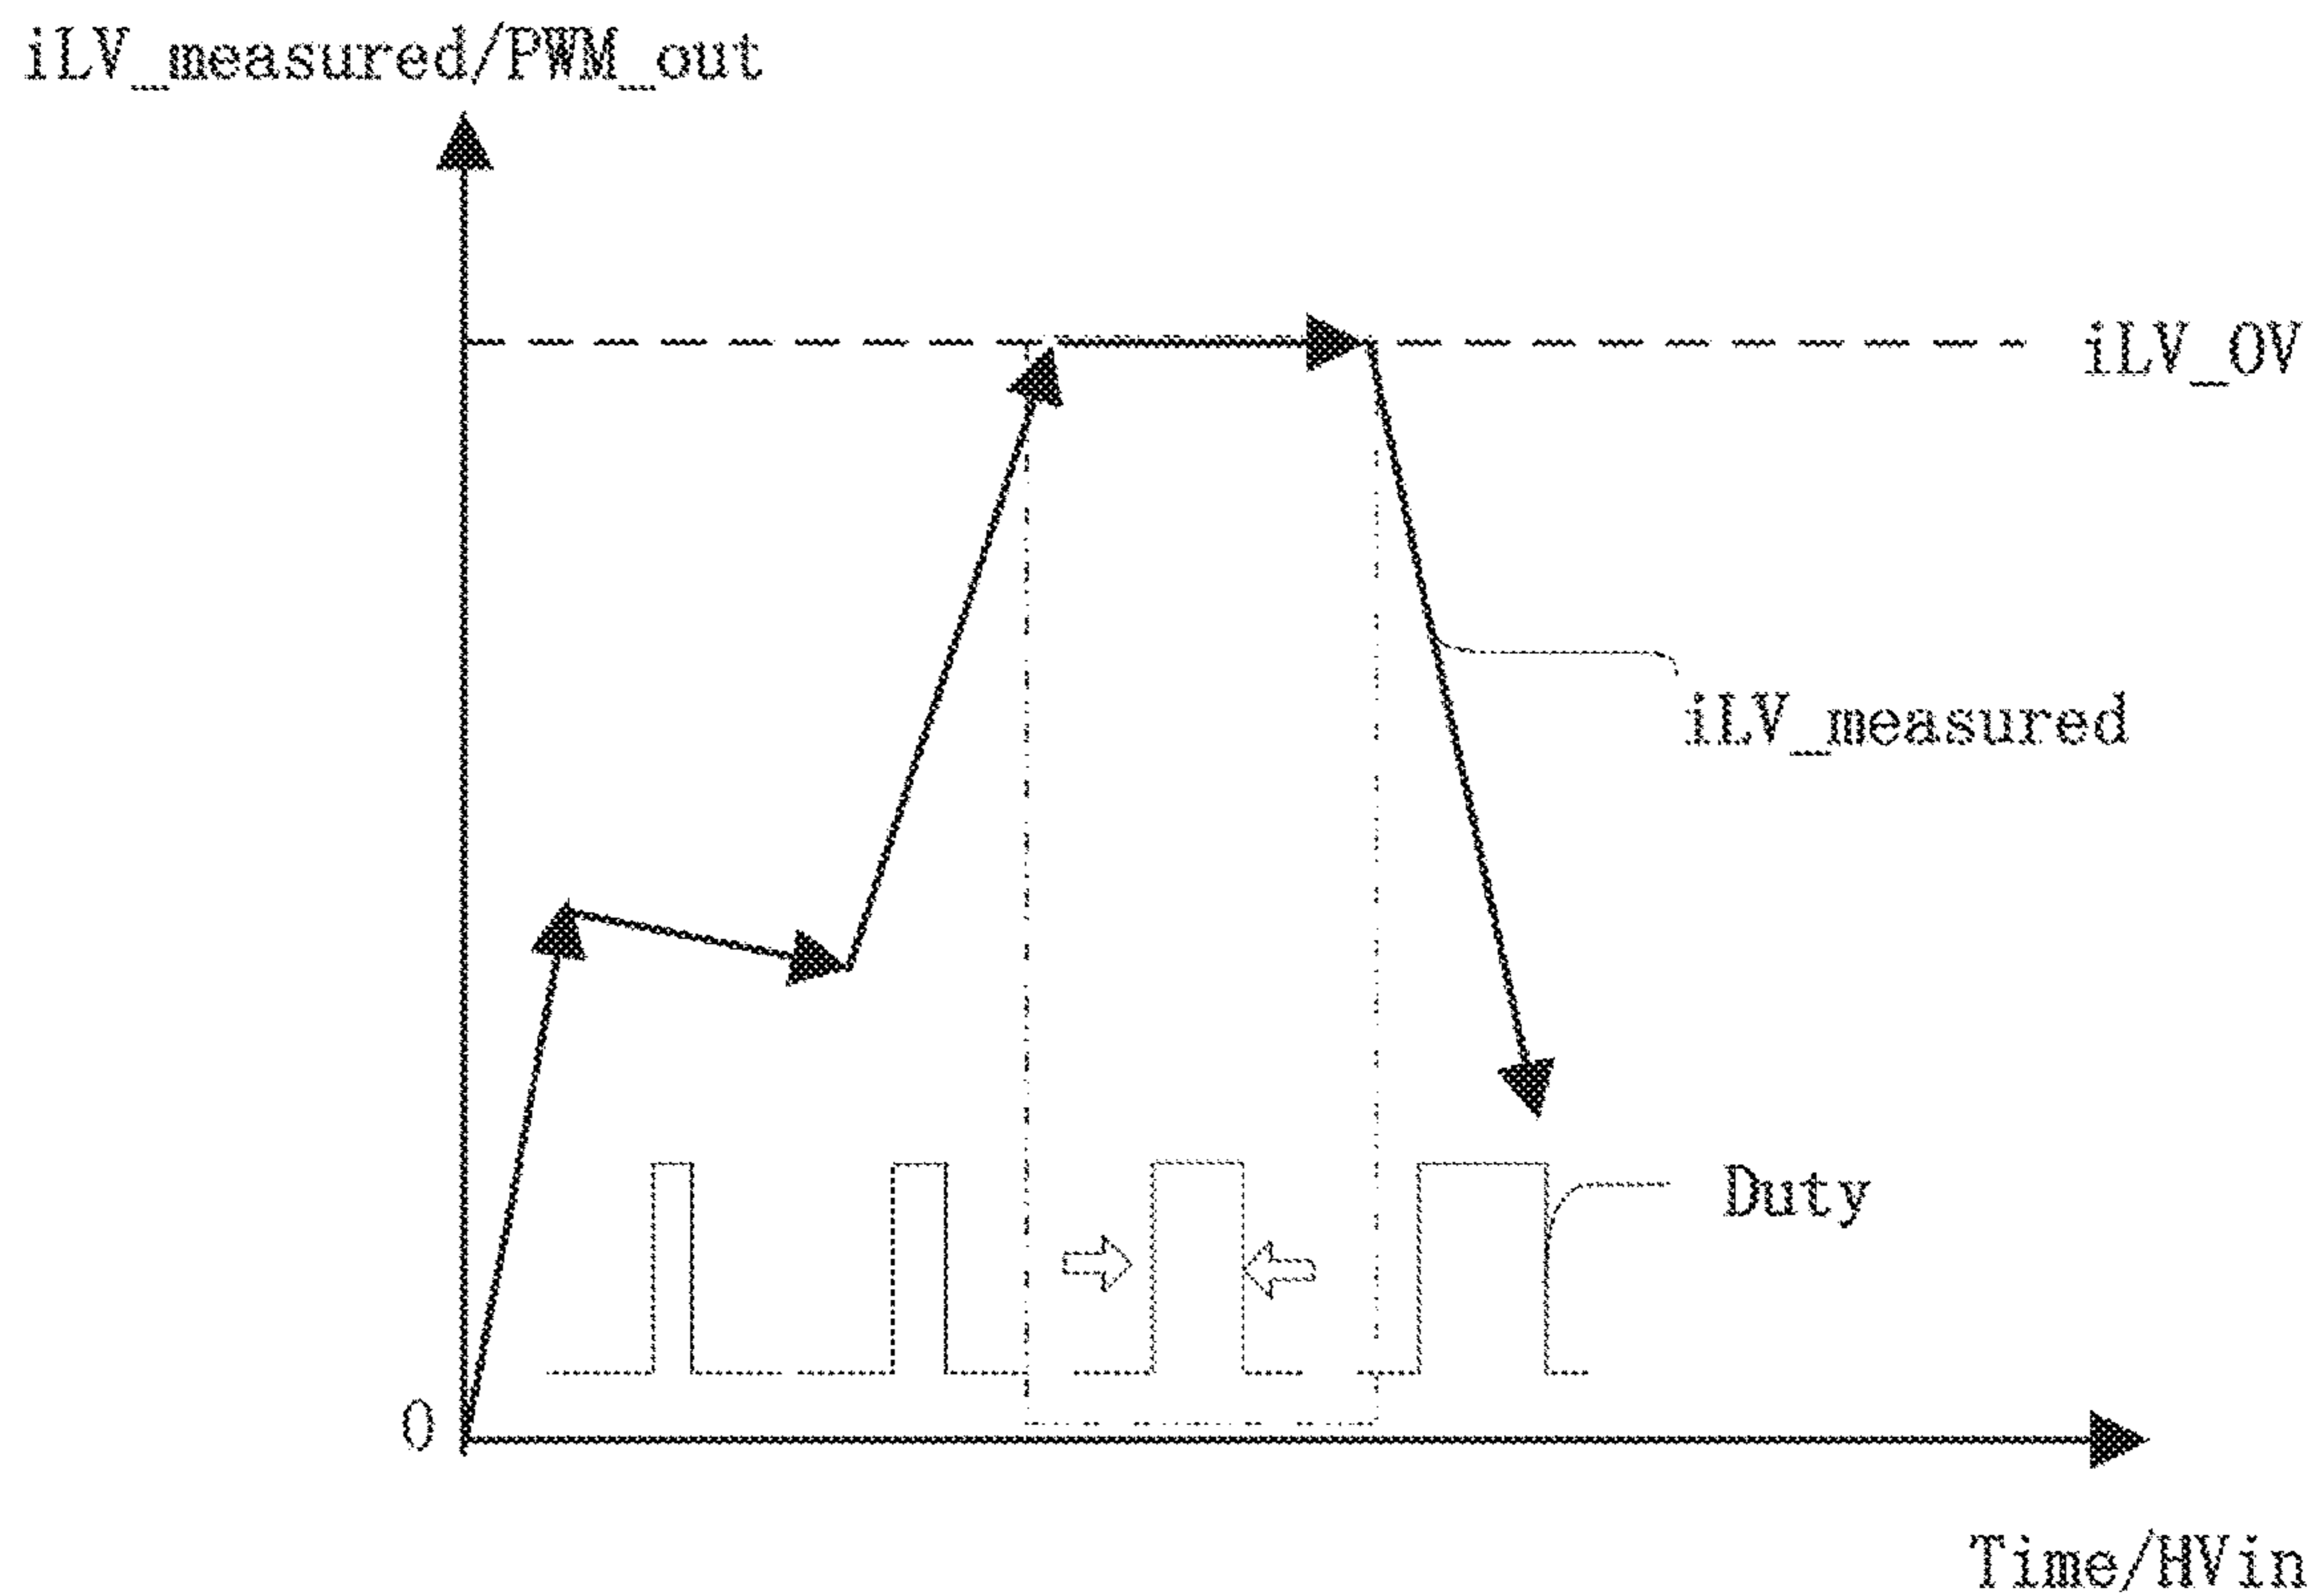 iLV_measured/PWM_out
iLV_OV
iLV_measured
Duty
0
Time/HVin